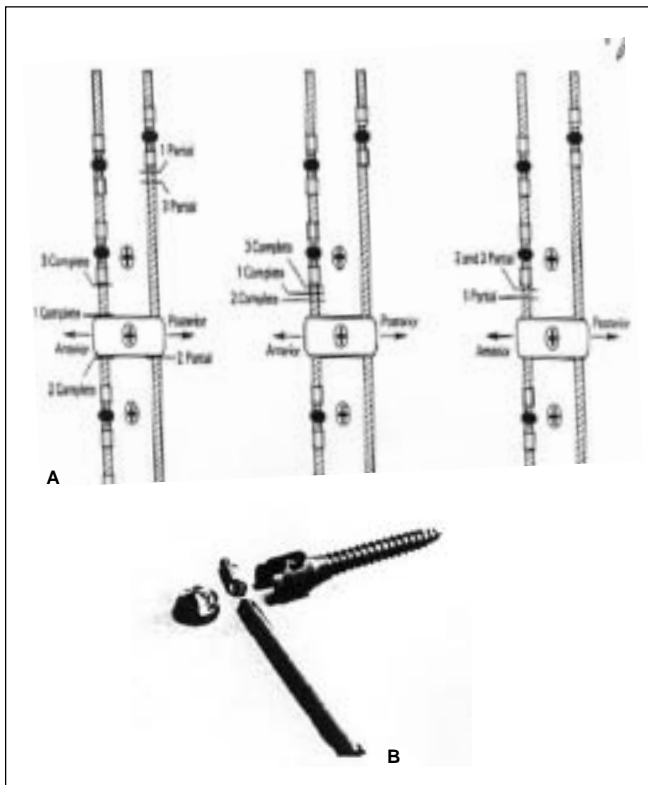 1 Partial
3 Partial
3 Complete
1 Complete
Anterior
Posterior
2 Complete
2 Partial
3 Complete
1 Complete
2 Complete
Anterior
Posterior
2 and 3 Partial
1 Partial
Anterior
Posterior
A
B